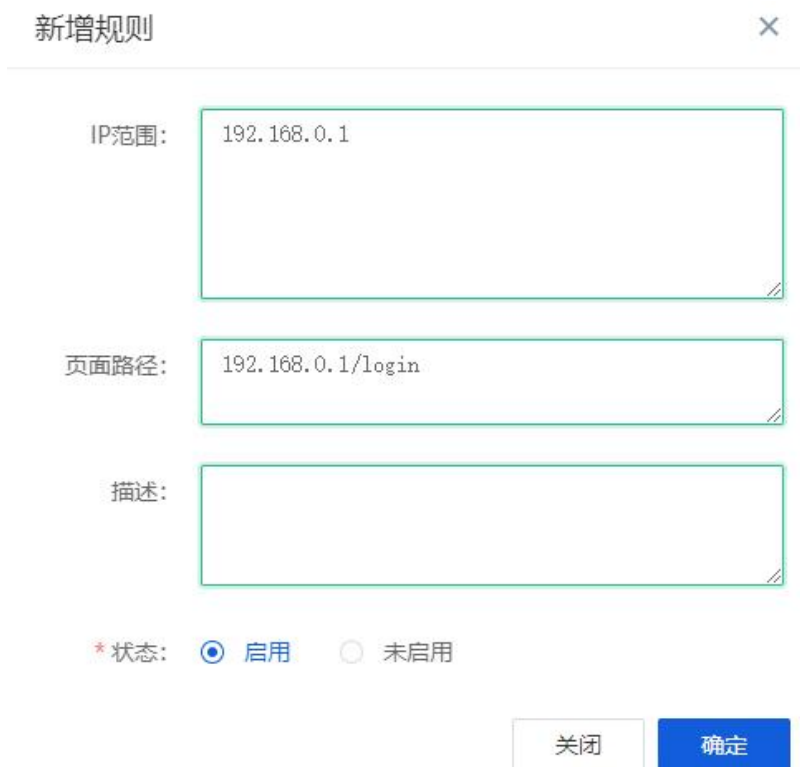 新增规则
IP范围：
192.168.0.1
页面路径：
192.168.0.1/login
描述：
*状态： 启用 未启用
关闭 确定